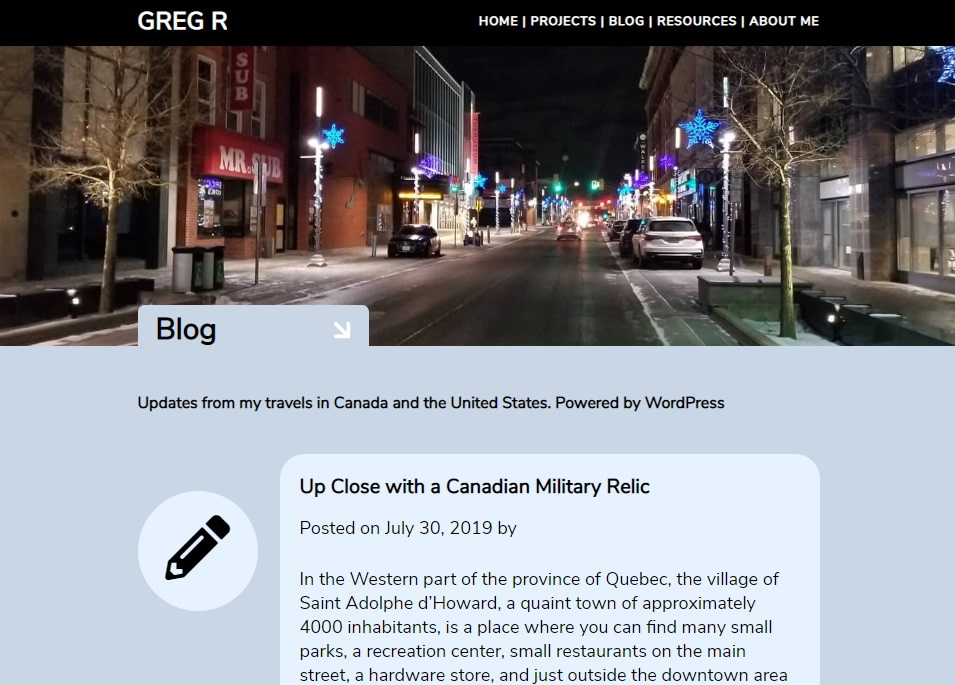 GREG R
HOME | PROJECTS | BLOG | RESOURCES | ABOUT ME
SUB
MR.SUB
Blog
Updates from my travels in Canada and the United States. Powered by WordPress
Up Close with a Canadian Military Relic
Posted on July 30, 2019 by
In the Western part of the province of Quebec, the village of
Saint Adolphe d’Howard, a quaint town of approximately
4000 inhabitants, is a place where you can find many small
parks, a recreation center, small restaurants on the main
street, a hardware store, and just outside the downtown area